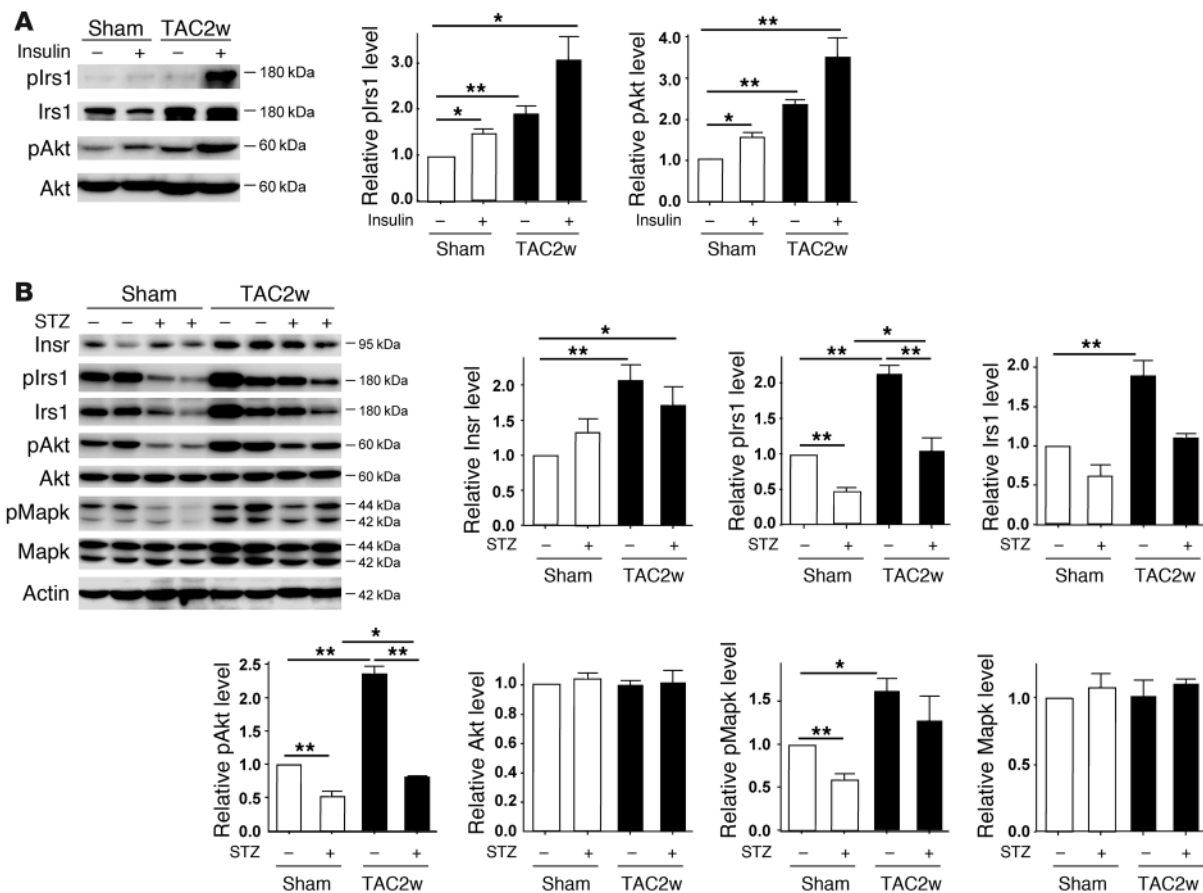 A
Sham TAC2w
Insulin – + – +
pIrs1 – 180 kDa
Irs1 – 180 kDa
pAkt – 60 kDa
Akt – 60 kDa
Relative pIrs1 level
3.0
2.0
1.0
0.0
*
**
*
Insulin – + – +
Sham TAC2w
Relative pAkt level
4.0
3.0
2.0
1.0
0.0
**
**
*
Insulin – + – +
Sham TAC2w
B
Sham TAC2w
STZ – – + + – – + +
Insr – 95 kDa
pIrs1 – 180 kDa
Irs1 – 180 kDa
pAkt – 60 kDa
Akt – 60 kDa
pMapk – 44 kDa
– 42 kDa
Mapk – 44 kDa
– 42 kDa
Actin – 42 kDa
Relative Insr level
2.5
2.0
1.5
1.0
0.5
0.0
*
**
STZ – + – +
Sham TAC2w
Relative pIrs1 level
2.0
1.5
1.0
0.5
0.0
*
** **
**
STZ – + – +
Sham TAC2w
Relative Irs1 level
2.0
1.5
1.0
0.5
0.0
**
STZ – + – +
Sham TAC2w
Relative pAkt level
2.5
2.0
1.5
1.0
0.5
0.0
*
** **
**
STZ – + – +
Sham TAC2w
Relative Akt level
1.0
0.8
0.6
0.4
0.2
0.0
STZ – + – +
Sham TAC2w
Relative pMapk level
1.5
1.0
0.5
0.0
*
**
STZ – + – +
Sham TAC2w
Relative Mapk level
1.0
0.5
0.0
STZ – + – +
Sham TAC2w